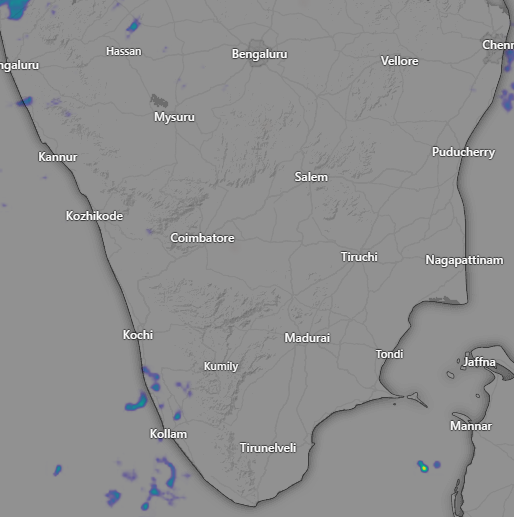 Hassan
Bengaluru
Chenn
ngaluru
Vellore
Mysuru
Kannur
Puducherry
Salem
Kozhikode
Coimbatore
Tiruchi
Nagapattinam
Kochi
Madurai
Tondi
Kumily
Jaffna
Mannar
Kollam
Tirunelveli